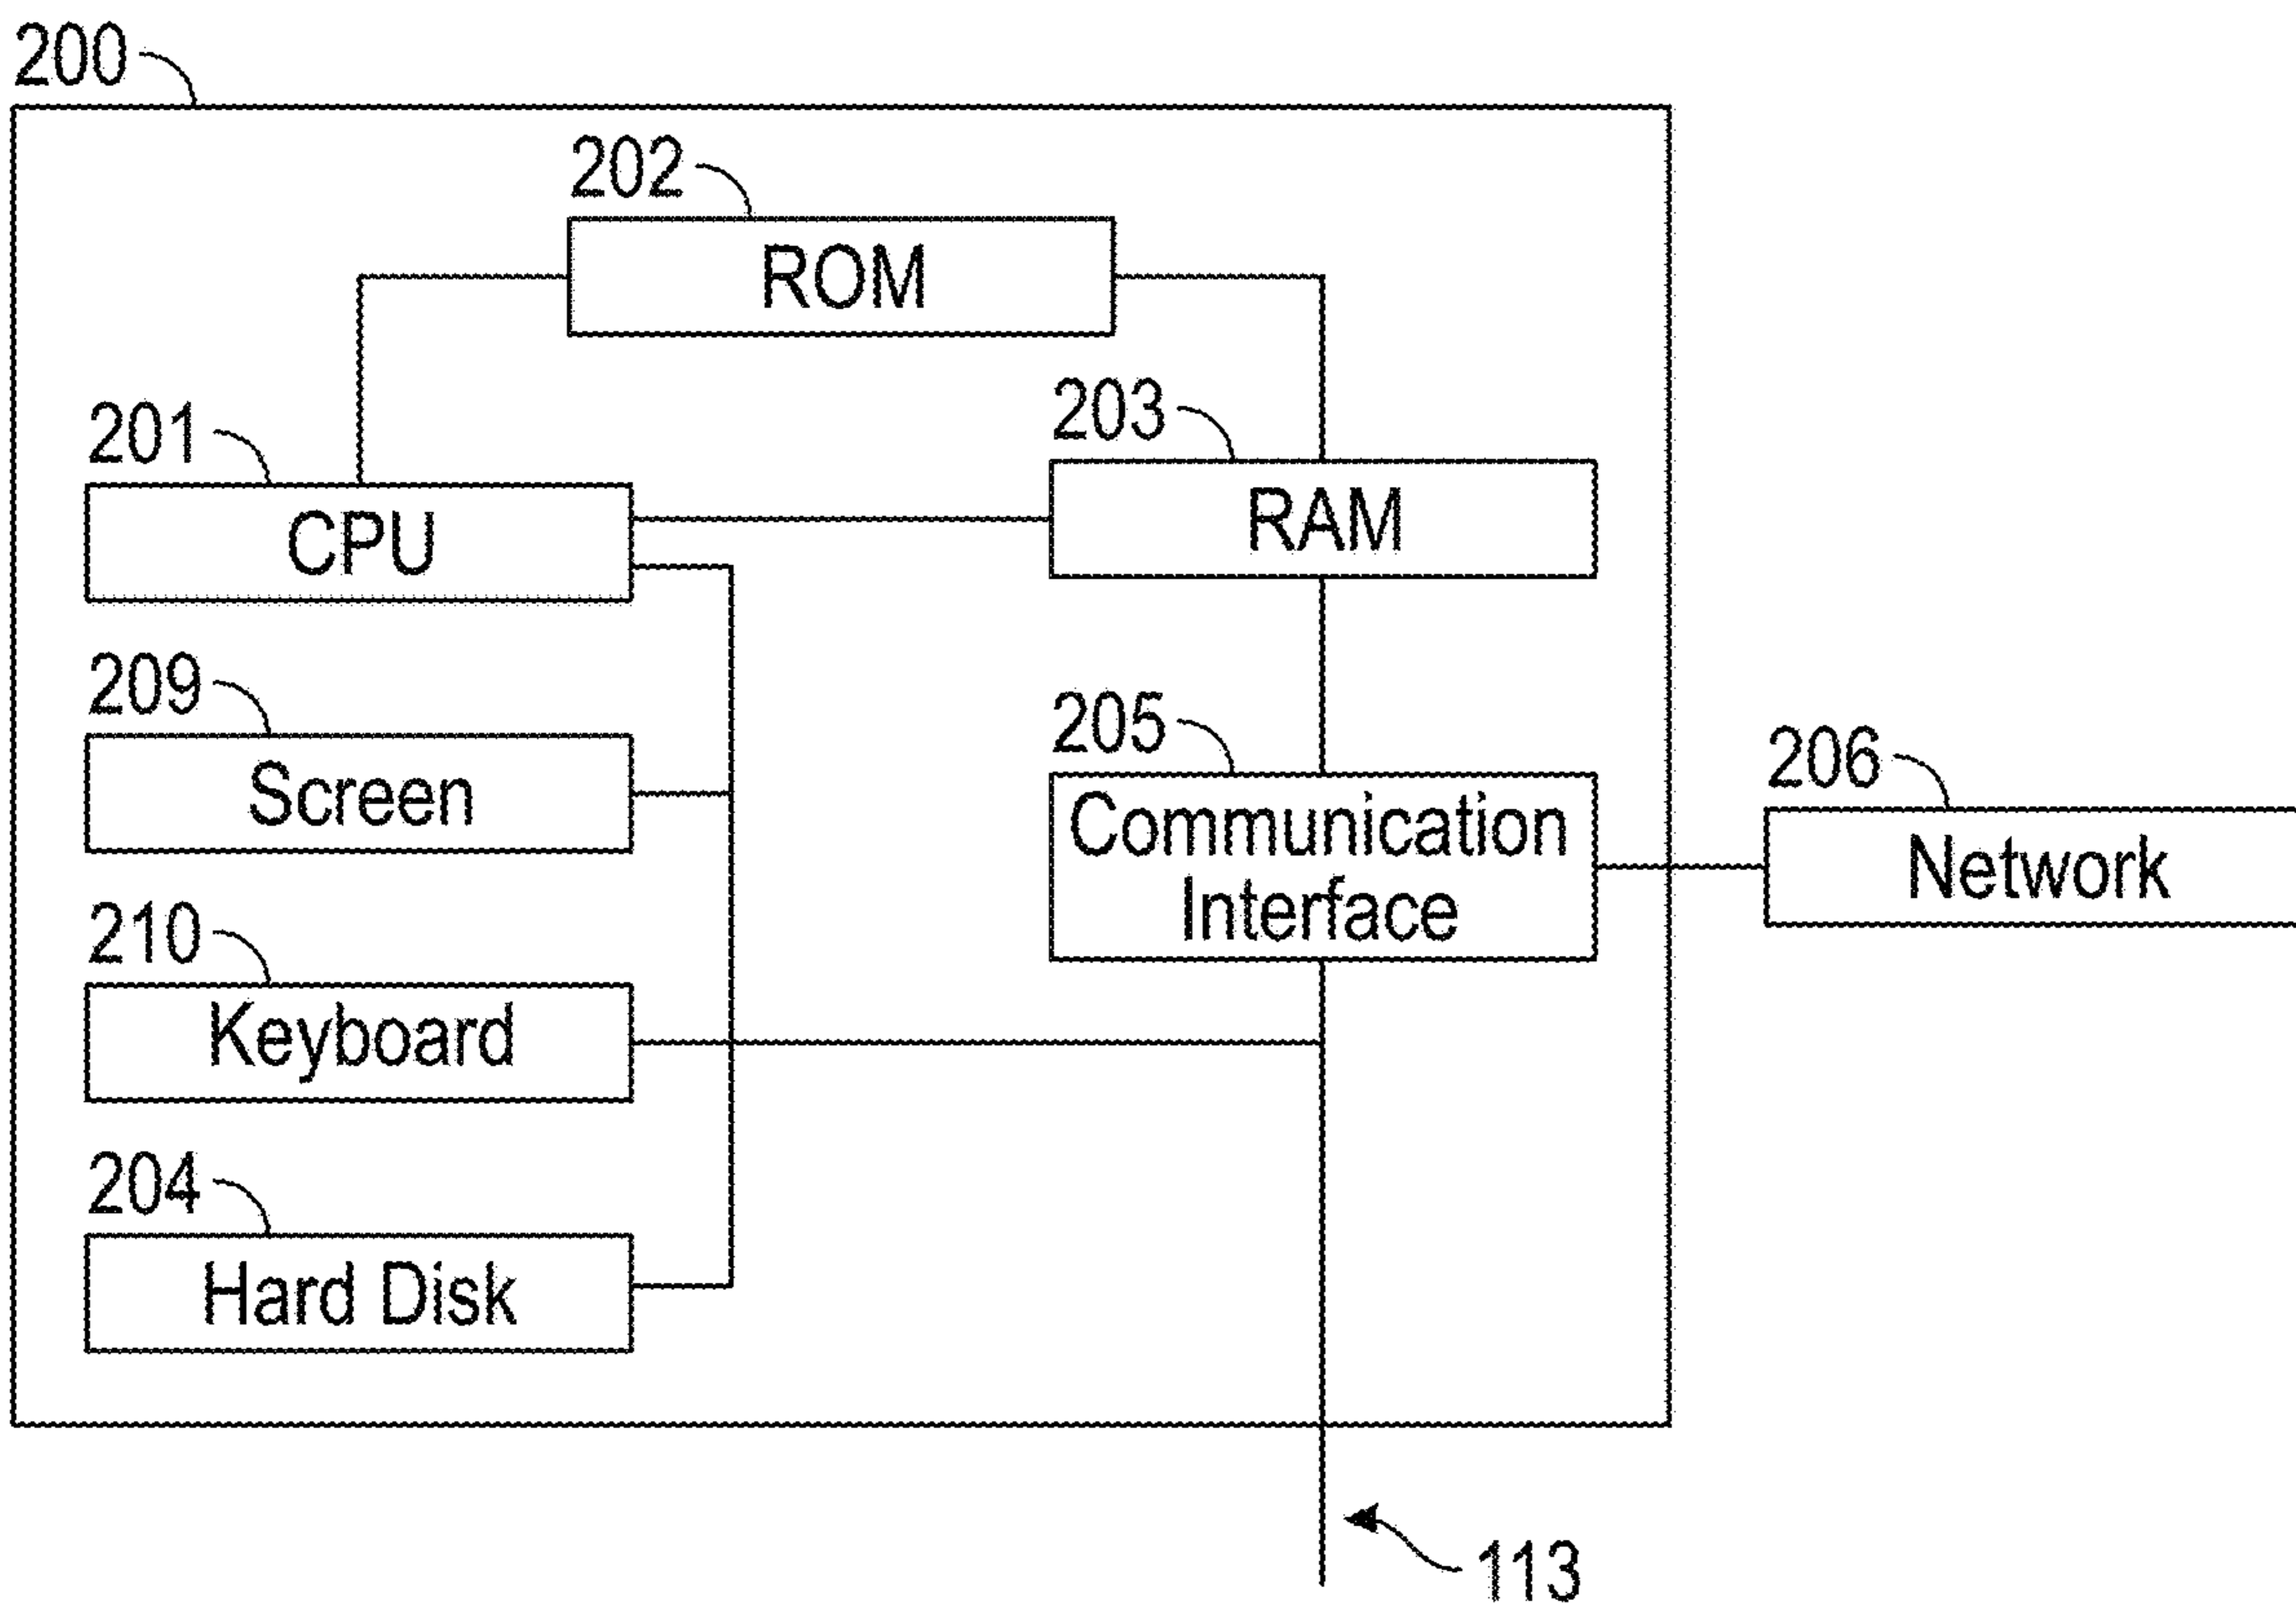 200
202
ROM
201
CPU
203
RAM
209
Screen
205
Communication
Interface
206
Network
210
Keyboard
204
Hard Disk
113